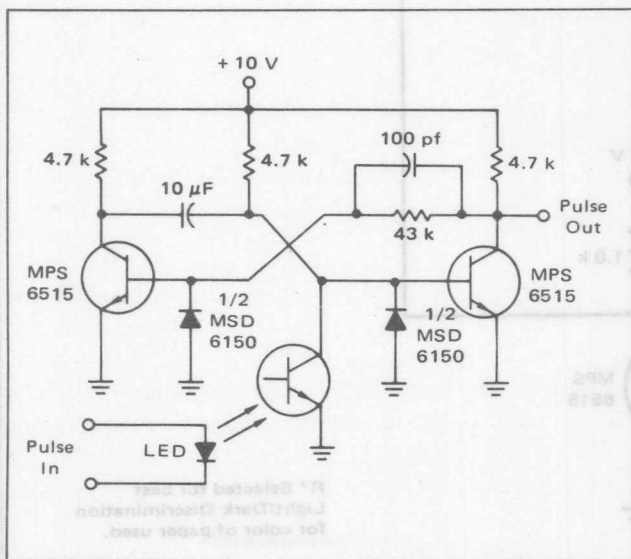 + 10 V
4.7 k
4.7 k
100 pf
4.7 k
10 µF
43 k
Pulse
Out
MPS
6515
1/2
MSD
6150
1/2
MSD
6150
MPS
6515
Pulse
In
LED